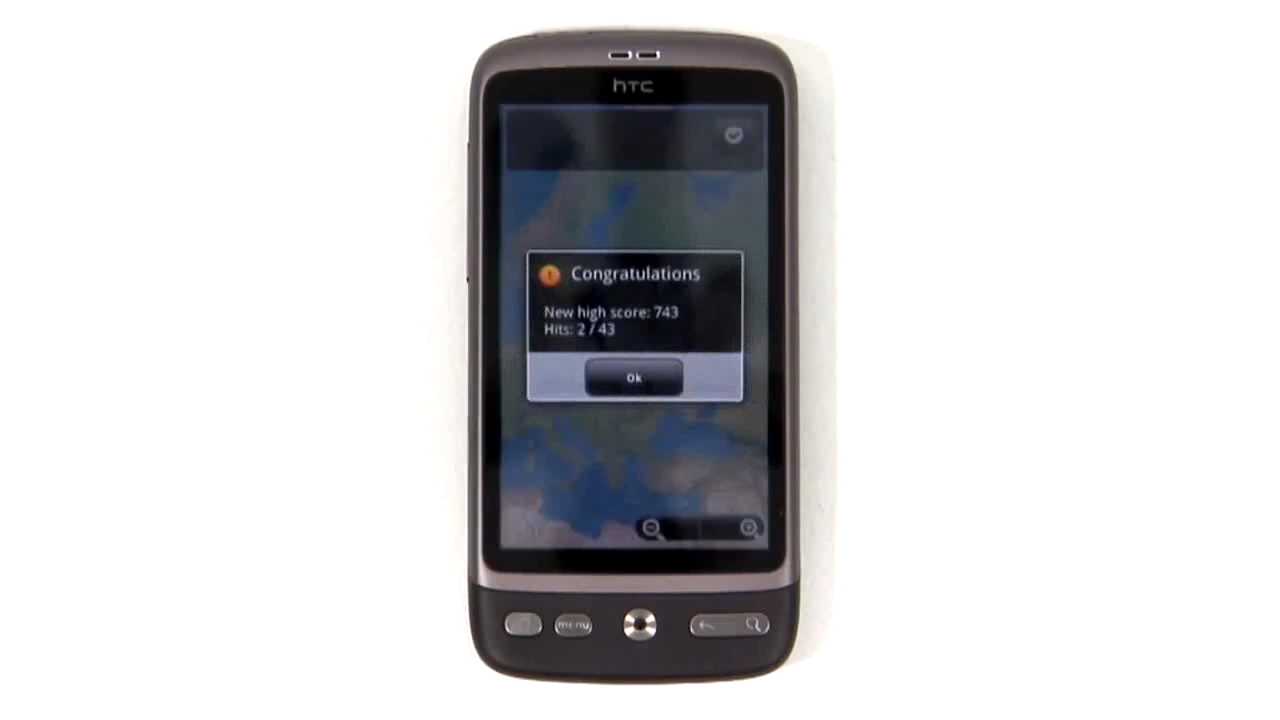 hTC
Congratulations
New high score: 743
Hits: 2 / 43
Ok
menu